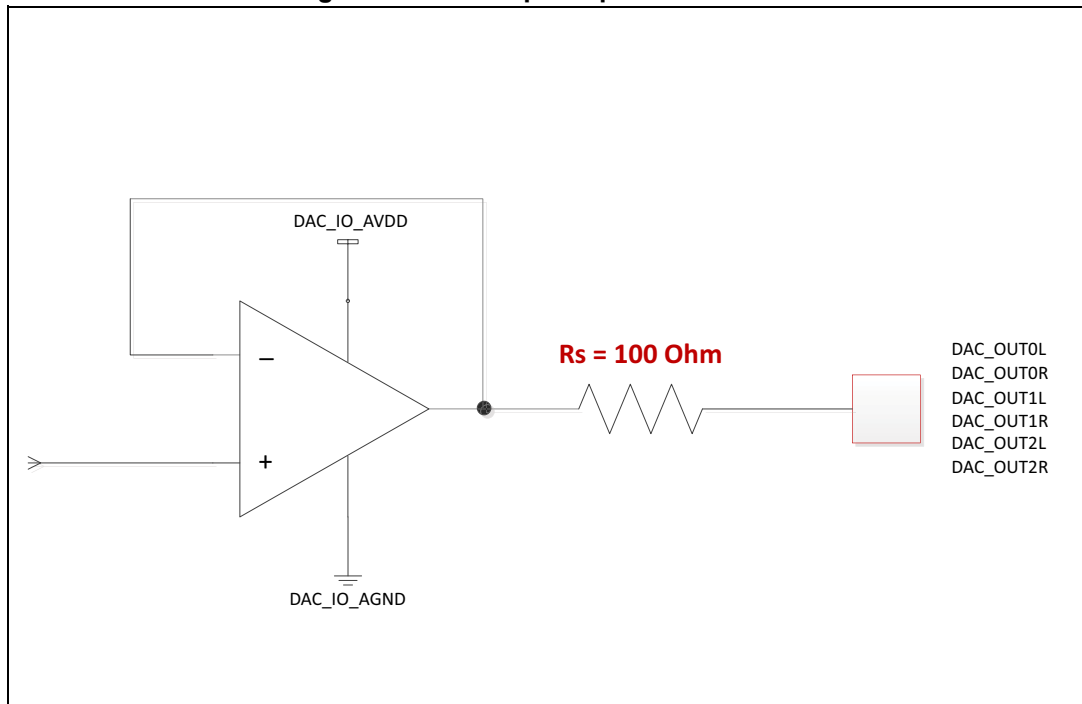 DAC_IO_AVDD
−
+
DAC_IO_AGND
Rs = 100 Ohm
DAC_OUT0L
DAC_OUT0R
DAC_OUT1L
DAC_OUT1R
DAC_OUT2L
DAC_OUT2R